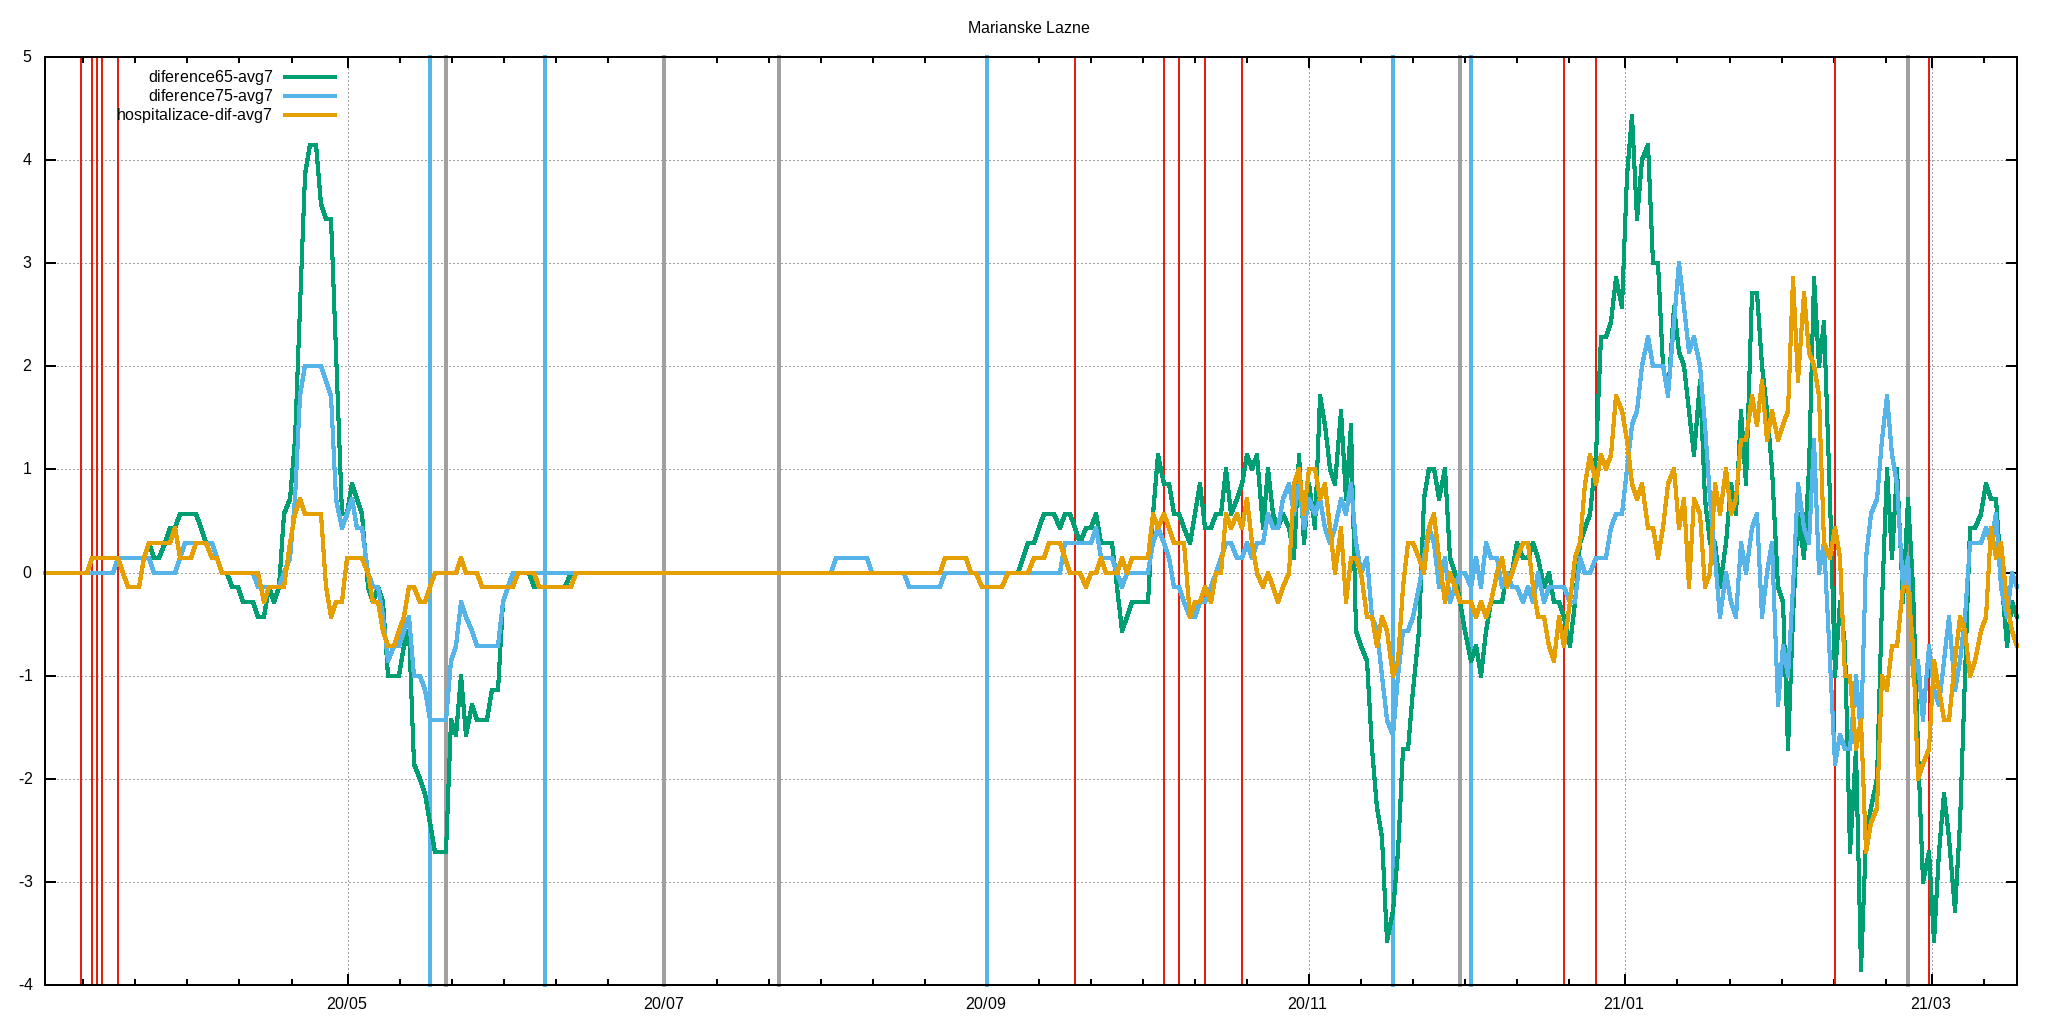 Marianske Lazne
diference65-avg7
diference75-avg7
hospitalizace-dif-avg7
5
4
3
2
1
0
-1
-2
-3
-4
20/05 20/07 20/09 20/11 21/01 21/03